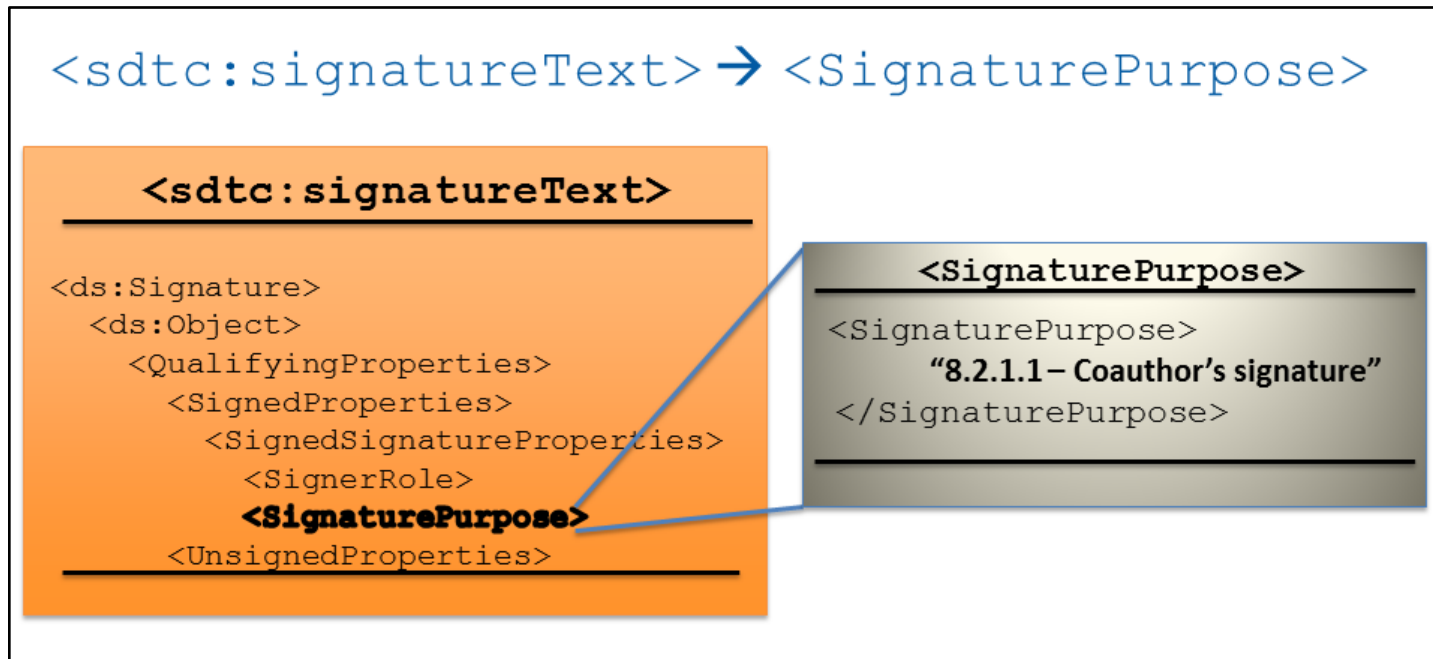 <sdtc:signatureText> → <SignaturePurpose>
<sdtc:signatureText>
<ds:Signature>
<ds:Object>
<QualifyingProperties>
<SignedProperties>
<SignedSignatureProperties>
<SignerRole>
<SignaturePurpose>
<UnsignedProperties>
<SignaturePurpose>
<SignaturePurpose>
“8.2.1.1 – Coauthor’s signature”
</SignaturePurpose>